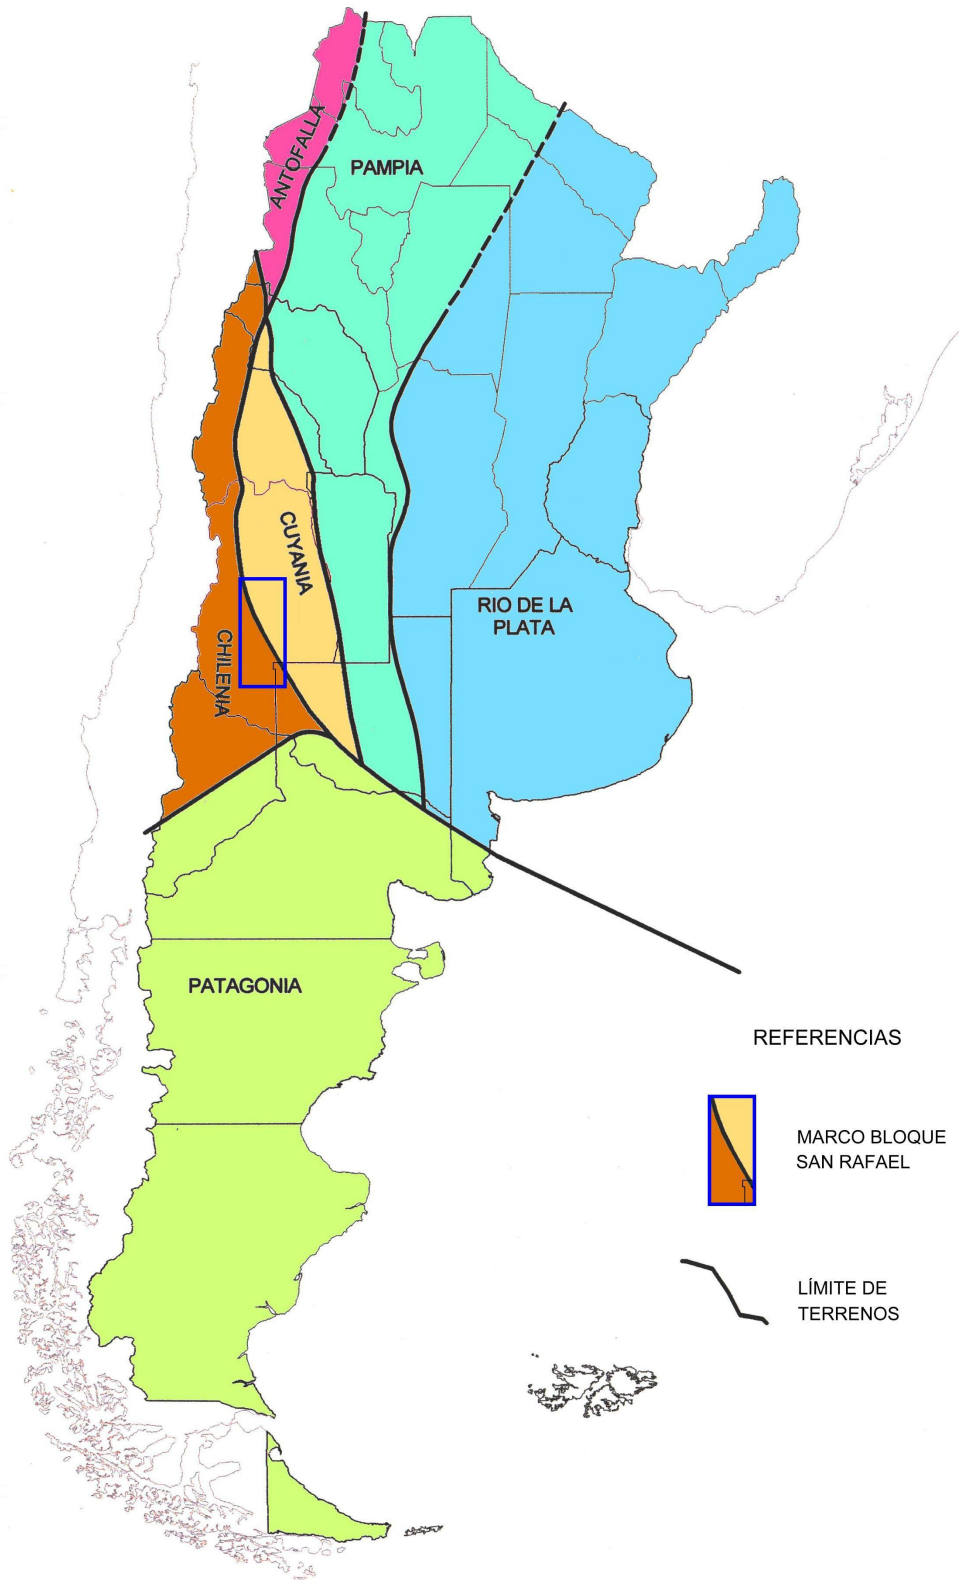 ANTOFALLA
PAMPIA
CUYANIA
RIO DE LA
PLATA
CHILENIA
PATAGONIA
REFERENCIAS
MARCO BLOQUE
SAN RAFAEL
LÍMITE DE
TERRENOS